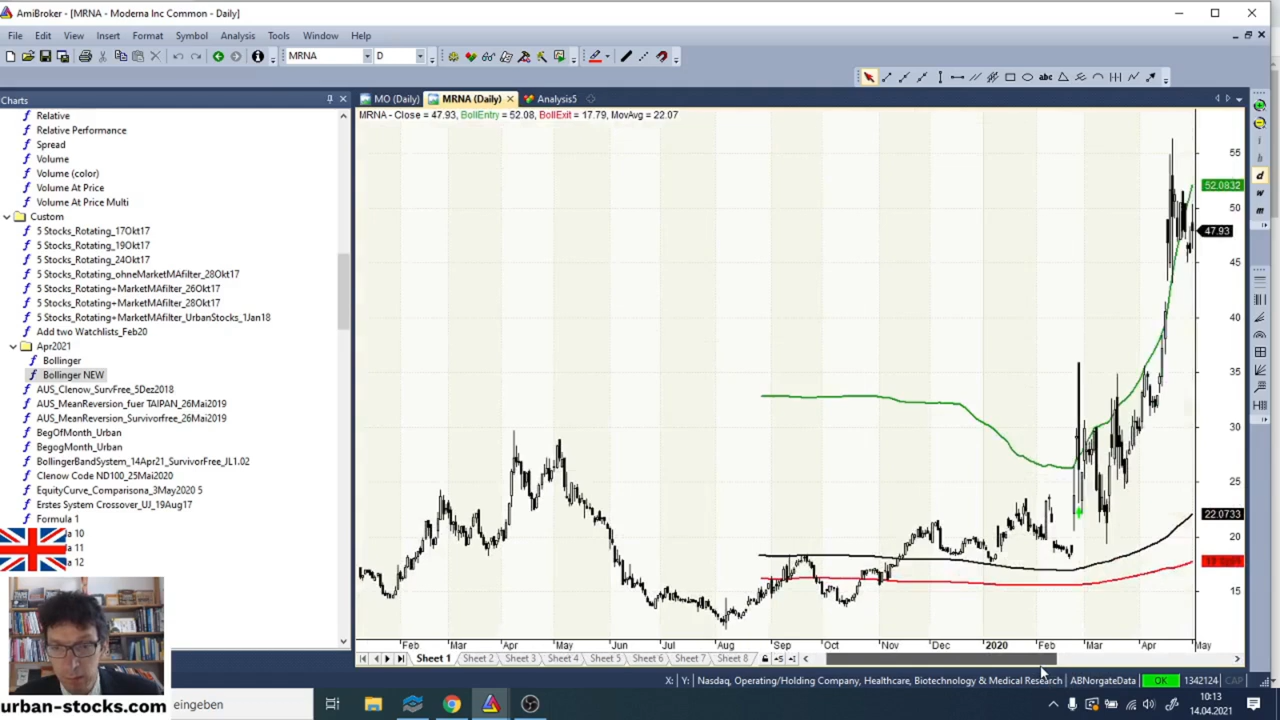 AmiBroker - [MRNA - Moderna Inc Common - Daily]
File Edit View Insert Format Symbol Analysis Tools Window Help
MRNA D
abc
Charts
MO (Daily) MRNA (Daily) Analysis5
MRNA - Close = 47.93, BollEntry = 52.08, BollExit = 17.79, MovAvg = 22.07
Relative
Relative Performance
Spread
Volume
Volume (color)
Volume At Price
Volume At Price Multi
Custom
5 Stocks_Rotating_17Okt17
5 Stocks_Rotating_19Okt17
5 Stocks_Rotating_24Okt17
5 Stocks_Rotating_ohneMarketMAfilter_28Okt17
5 Stocks_Rotating+MarketMAfilter_26Okt17
5 Stocks_Rotating+MarketMAfilter_28Okt17
5 Stocks_Rotating+MarketMAfilter_UrbanStocks_1Jan18
Add two Watchlists_Feb20
Apr2021
Bollinger
Bollinger NEW
AUS_Clenow_SurvFree_5Dez2018
AUS_MeanReversion_fuer TAIPAN_26Mai2019
AUS_MeanReversion_Survivorfree_26Mai2019
BegOfMonth_Urban
BegogMonth_Urban
BollingerBandSystem_14Apr21_SurvivorFree_JL1.02
Clenow Code ND100_25Mai2020
EquityCurve_Comparisona_3May2020 5
Erstes System Crossover_UJ_19Aug17
Formula 1
10
11
12
55
52.0832
50
47.93
45
40
35
30
25
22.0733
20
15
Feb Mar Apr May Jun Jul Aug Sep Oct Nov Dec 2020 Feb Mar Apr May
Sheet 1 Sheet 2 Sheet 3 Sheet 4 Sheet 5 Sheet 6 Sheet 7 Sheet 8
X: Y: Nasdaq, Operating/Holding Company, Healthcare, Biotechnology & Medical Research ABNorgateData OK 1342124 CAP
urban-stocks.com
eingeben
10:13
14.04.2021